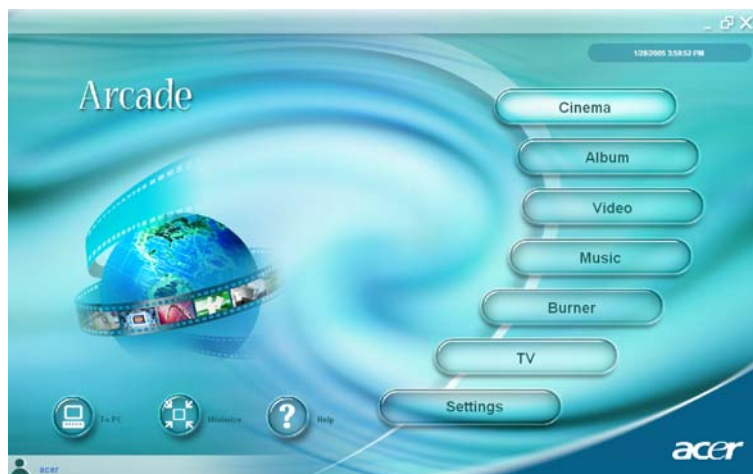 1/28/2005 3:59:52 PM
Arcade
Cinema
Album
Video
Music
Burner
TV
Settings
To PC
Minimize
Help
acer
acer